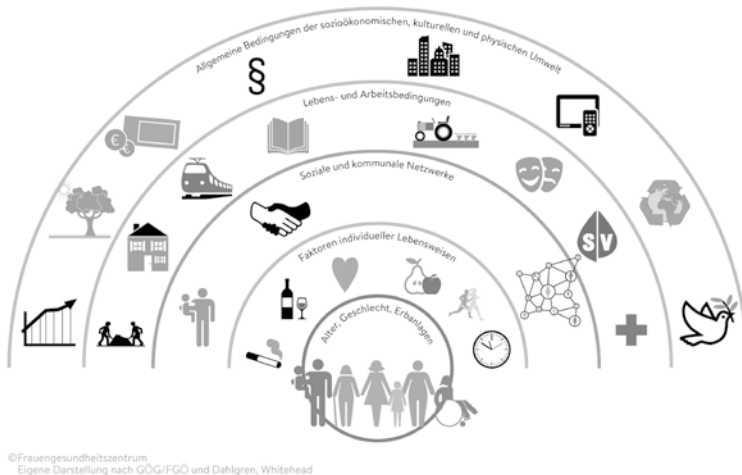 Allgemeine Bedingungen der sozioökonomischen, kulturellen und physischen Umwelt
§
Lebens- und Arbeitsbedingungen
€
€
Soziale und kommunale Netzwerke
SV
Faktoren individueller Lebensweisen
Alter, Geschlecht, Erbanlagen
©Frauengesundheitszentrum
Eigene Darstellung nach GÖG/FGÖ und Dahlgren, Whitehead